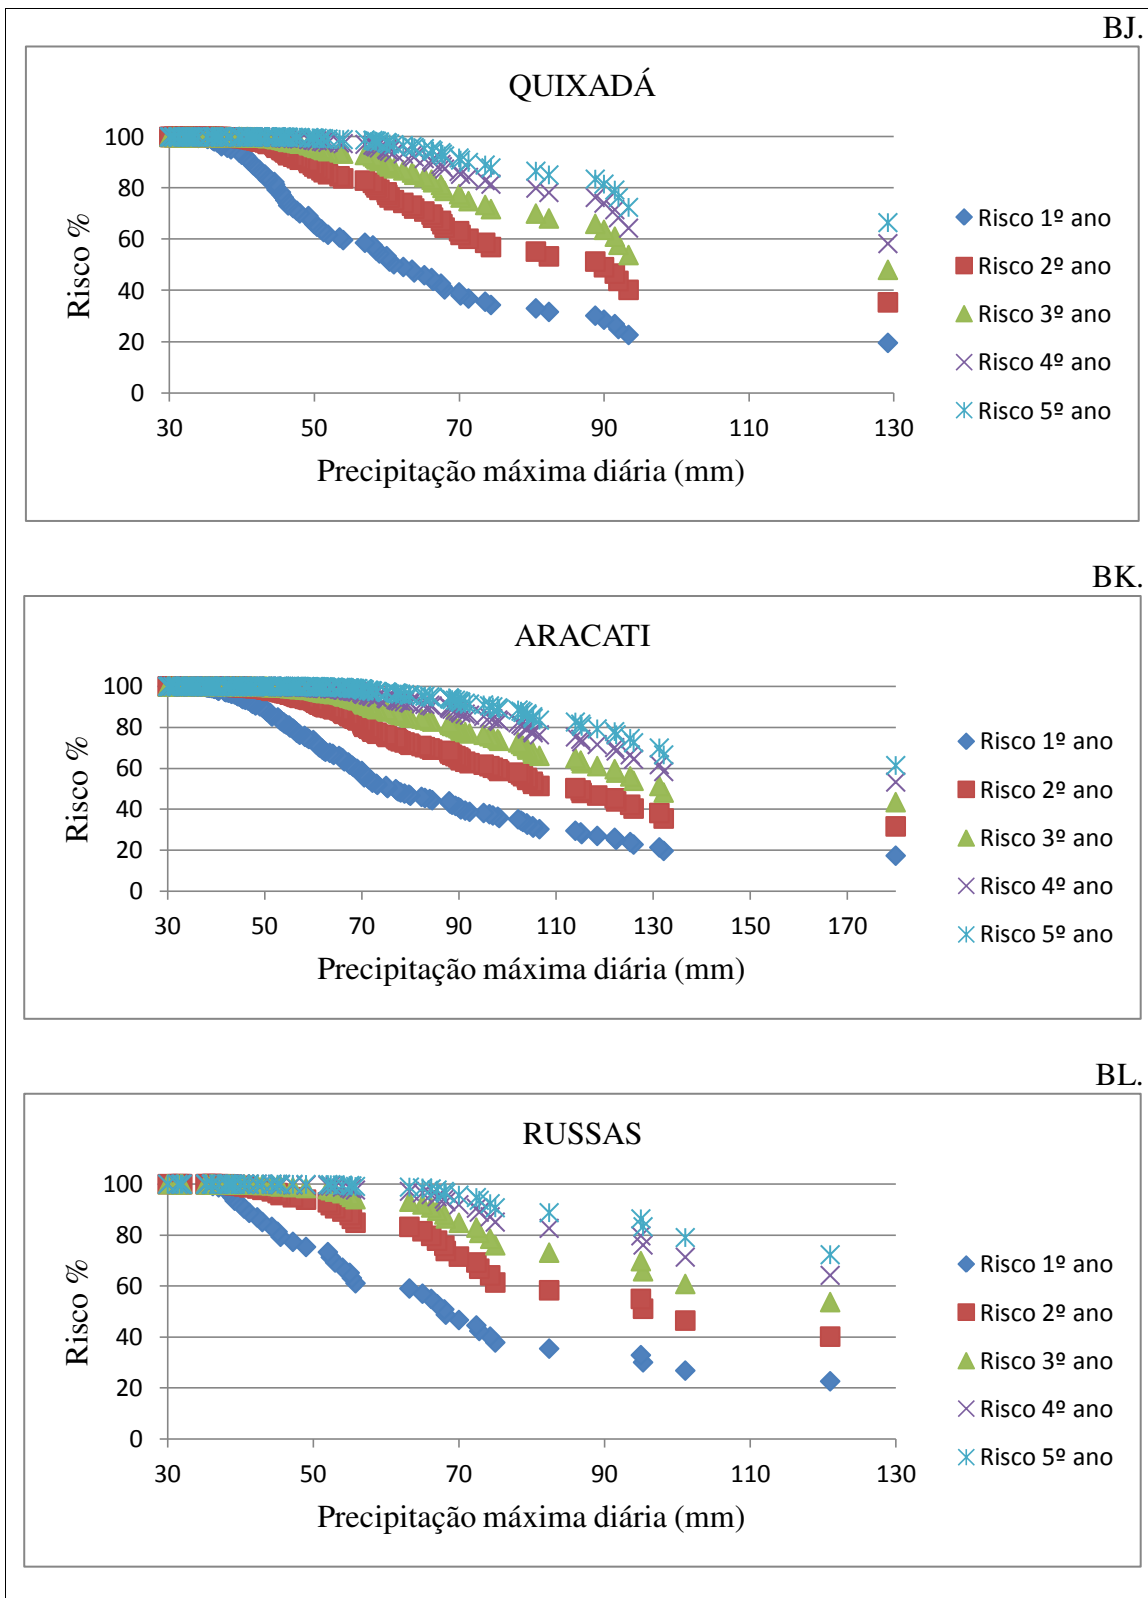 BJ.
QUIXADÁ
Risco %
100
80
60
40
20
0
30 50 70 90 110 130
Precipitação máxima diária (mm)
Risco 1º ano
Risco 2º ano
Risco 3º ano
Risco 4º ano
Risco 5º ano
BK.
ARACATI
Risco %
100
80
60
40
20
0
30 50 70 90 110 130 150 170
Precipitação máxima diária (mm)
Risco 1º ano
Risco 2º ano
Risco 3º ano
Risco 4º ano
Risco 5º ano
BL.
RUSSAS
Risco %
100
80
60
40
20
0
30 50 70 90 110 130
Precipitação máxima diária (mm)
Risco 1º ano
Risco 2º ano
Risco 3º ano
Risco 4º ano
Risco 5º ano